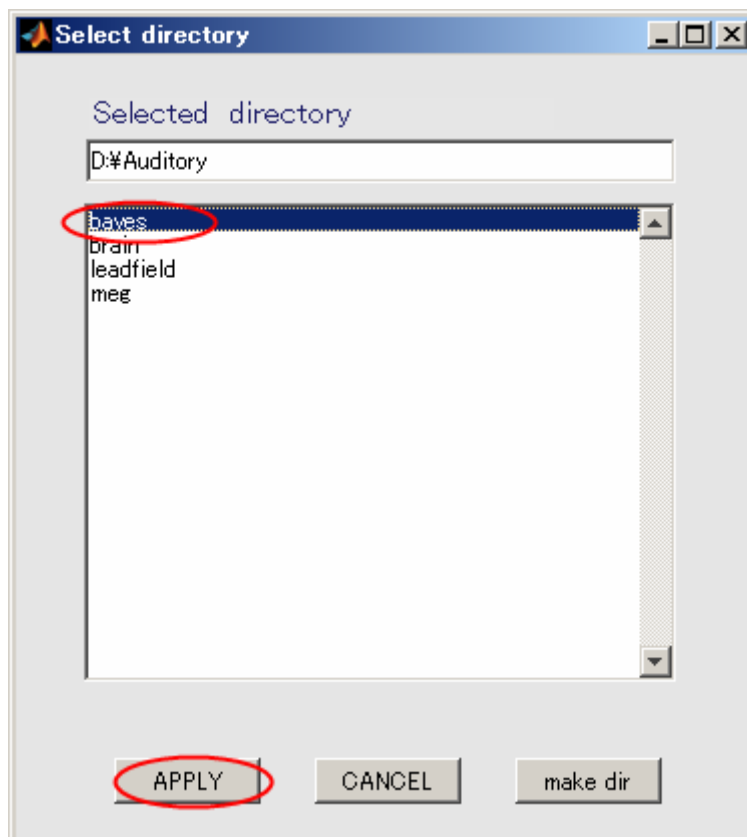 Select directory
Selected directory
D:¥Auditory
bayes
brain
leadfield
meg
APPLY
CANCEL
make dir